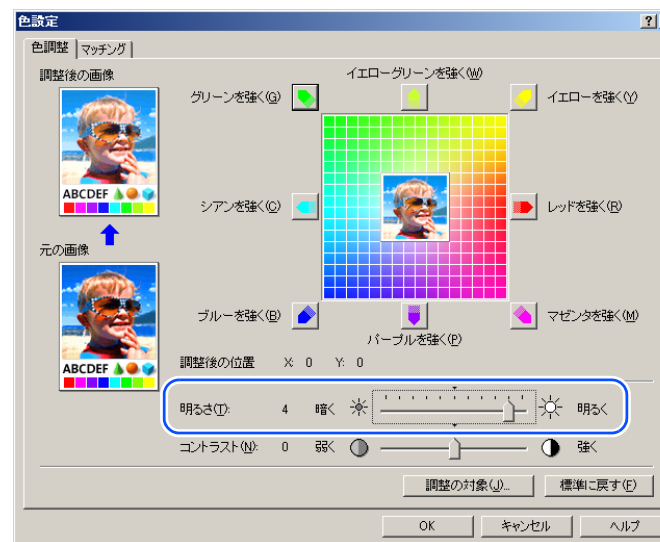 色設定
?
色調整 マッチング
調整後の画像
イエローグリーンを強く(W)
グリーンを強く(G)
イエローを強く(Y)
ABCDEF
シアンを強く(C)
レッドを強く(R)
元の画像
ブルーを強く(B)
マゼンタを強く(M)
パープルを強く(P)
ABCDEF
調整後の位置 X: 0 Y: 0
明るさ(T): 4 暗く 明るく
コントラスト(N): 0 弱く 強く
調整の対象(J)... 標準に戻す(F)
OK キャンセル ヘルプ